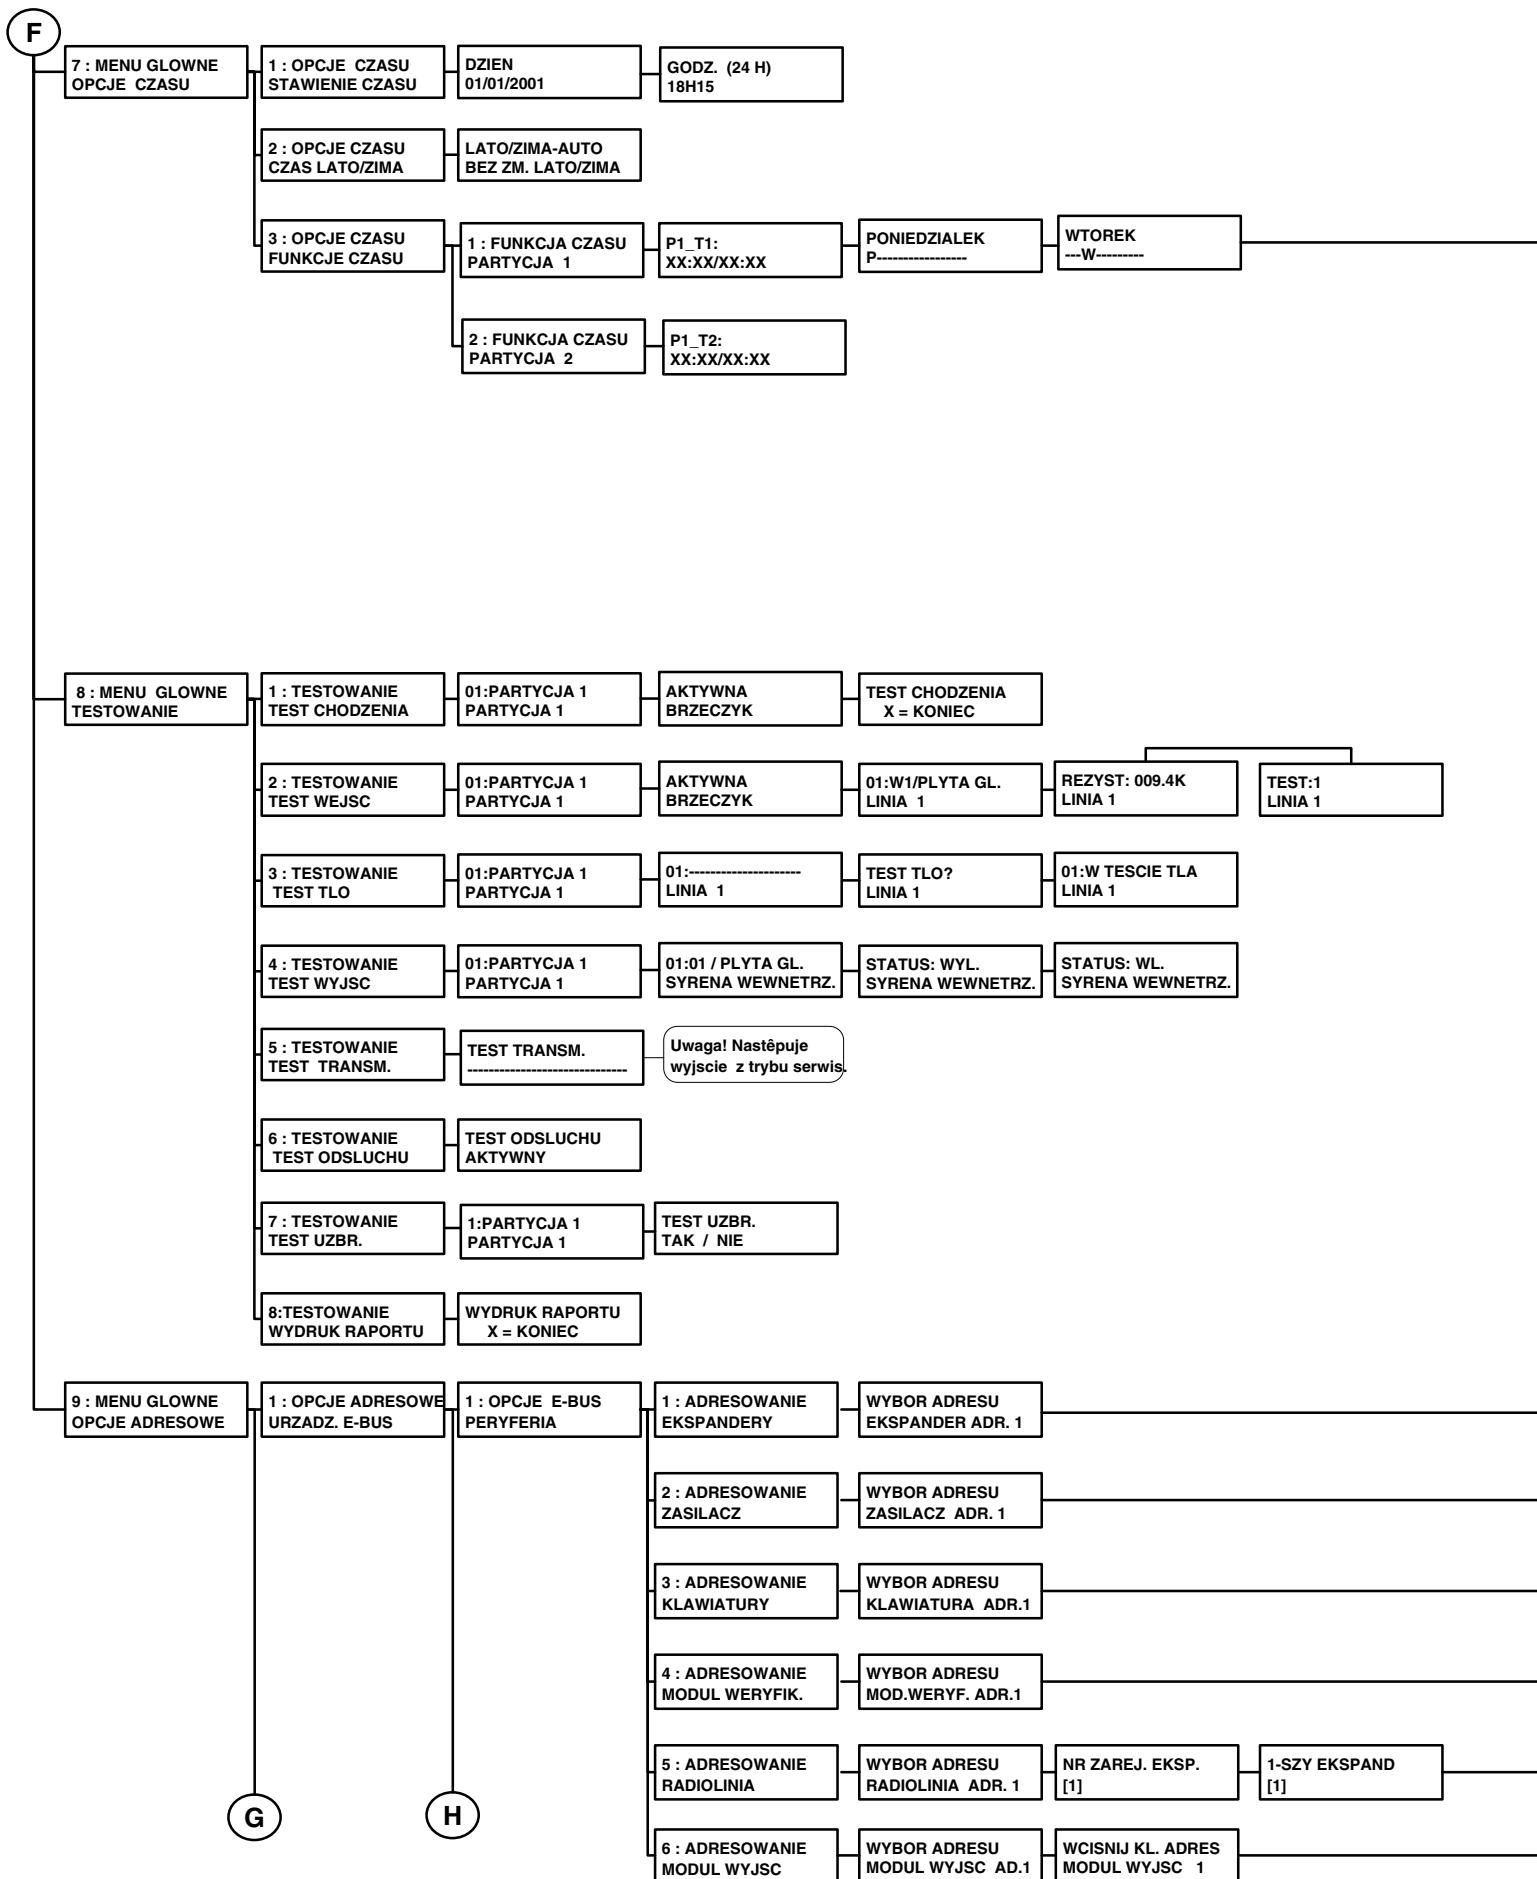 F
7 : MENU GLOWNE
OPCJE CZASU
1 : OPCJE CZASU
STAWIENIE CZASU
DZIEN
01/01/2001
GODZ. (24 H)
18H15
2 : OPCJE CZASU
CZAS LATO/ZIMA
LATO/ZIMA-AUTO
BEZ ZM. LATO/ZIMA
3 : OPCJE CZASU
FUNKCJE CZASU
1 : FUNKCJA CZASU
PARTYCJA 1
P1_T1:
XX:XX/XX:XX
PONIEDZIALEK
P-----------------
WTOREK
---W---------
2 : FUNKCJA CZASU
PARTYCJA 2
P1_T2:
XX:XX/XX:XX
8 : MENU GLOWNE
TESTOWANIE
1 : TESTOWANIE
TEST CHODZENIA
01:PARTYCJA 1
PARTYCJA 1
AKTYWNA
BRZECZYK
TEST CHODZENIA
X = KONIEC
2 : TESTOWANIE
TEST WEJSC
01:PARTYCJA 1
PARTYCJA 1
AKTYWNA
BRZECZYK
01:W1/PLYTA GL.
LINIA 1
REZYST: 009.4K
LINIA 1
TEST:1
LINIA 1
3 : TESTOWANIE
TEST TLO
01:PARTYCJA 1
PARTYCJA 1
01:---------------------
LINIA 1
TEST TLO?
LINIA 1
01:W TESCIE TLA
LINIA 1
4 : TESTOWANIE
TEST WYJSC
01:PARTYCJA 1
PARTYCJA 1
01:01 / PLYTA GL.
SYRENA WEWNETRZ.
STATUS: WYL.
SYRENA WEWNETRZ.
STATUS: WL.
SYRENA WEWNETRZ.
5 : TESTOWANIE
TEST TRANSM.
TEST TRANSM.
------------------------------
Uwaga! Nastêpuje
wyjscie z trybu serwis.
6 : TESTOWANIE
TEST ODSLUCHU
TEST ODSLUCHU
AKTYWNY
7 : TESTOWANIE
TEST UZBR.
1:PARTYCJA 1
PARTYCJA 1
TEST UZBR.
TAK / NIE
8:TESTOWANIE
WYDRUK RAPORTU
WYDRUK RAPORTU
X = KONIEC
9 : MENU GLOWNE
OPCJE ADRESOWE
1 : OPCJE ADRESOWE
URZADZ. E-BUS
1 : OPCJE E-BUS
PERYFERIA
1 : ADRESOWANIE
EKSPANDERY
WYBOR ADRESU
EKSPANDER ADR. 1
2 : ADRESOWANIE
ZASILACZ
WYBOR ADRESU
ZASILACZ ADR. 1
3 : ADRESOWANIE
KLAWIATURY
WYBOR ADRESU
KLAWIATURA ADR.1
4 : ADRESOWANIE
MODUL WERYFIK.
WYBOR ADRESU
MOD.WERYF. ADR.1
5 : ADRESOWANIE
RADIOLINIA
WYBOR ADRESU
RADIOLINIA ADR. 1
NR ZAREJ. EKSP.
[1]
1-SZY EKSPAND
[1]
G
H
6 : ADRESOWANIE
MODUL WYJSC
WYBOR ADRESU
MODUL WYJSC AD.1
WCISNIJ KL. ADRES
MODUL WYJSC 1